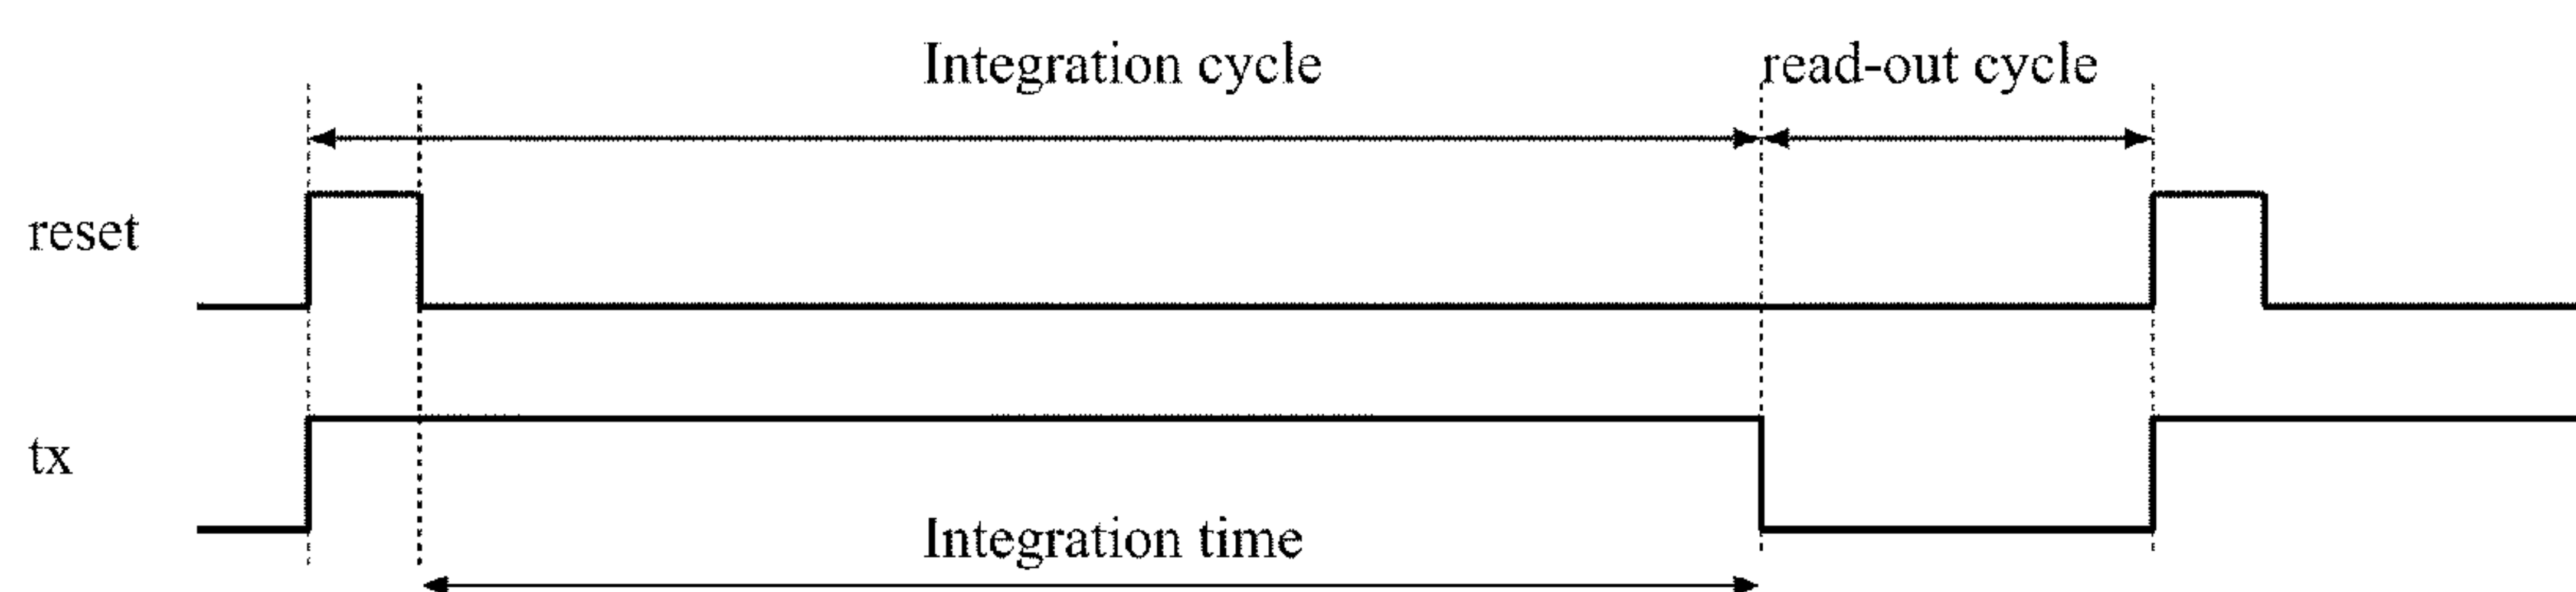 Integration cycle
read-out cycle
reset
tx
Integration time